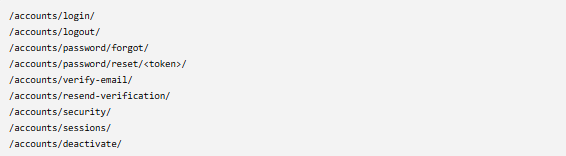 /accounts/login/
/accounts/logout/
/accounts/password/forgot/
/accounts/password/reset/<token>/
/accounts/verify-email/
/accounts/resend-verification/
/accounts/security/
/accounts/sessions/
/accounts/deactivate/